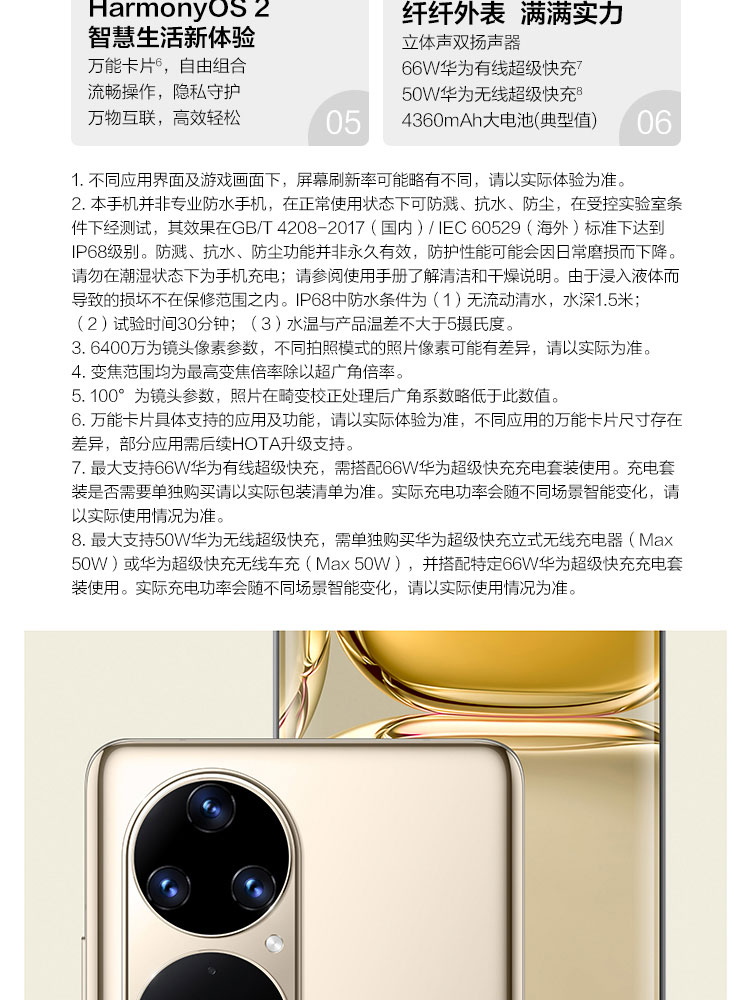 HarmonyOS 2
智慧生活新体验
万能卡片⁶，自由组合
流畅操作，隐私守护
万物互联，高效轻松
05
纤纤外表 满满实力
立体声双扬声器
66W华为有线超级快充⁷
50W华为无线超级快充⁸
4360mAh大电池(典型值)
06
1. 不同应用界面及游戏画面下，屏幕刷新率可能略有不同，请以实际体验为准。
2. 本手机并非专业防水手机，在正常使用状态下可防溅、抗水、防尘，在受控实验室条
件下经测试，其效果在GB/T 4208-2017（国内）/ IEC 60529（海外）标准下达到
IP68级别。防溅、抗水、防尘功能并非永久有效，防护性能可能会因日常磨损而下降。
请勿在潮湿状态下为手机充电；请参阅使用手册了解清洁和干燥说明。由于浸入液体而
导致的损坏不在保修范围之内。IP68中防水条件为（1）无流动清水，水深1.5米；
（2）试验时间30分钟；（3）水温与产品温差不大于5摄氏度。
3. 6400万为镜头像素参数，不同拍照模式的照片像素可能有差异，请以实际为准。
4. 变焦范围均为最高变焦倍率除以超广角倍率。
5. 100°为镜头参数，照片在畸变校正处理后广角系数略低于此数值。
6. 万能卡片具体支持的应用及功能，请以实际体验为准，不同应用的万能卡片尺寸存在
差异，部分应用需后续HOTA升级支持。
7. 最大支持66W华为有线超级快充，需搭配66W华为超级快充充电套装使用。充电套
装是否需要单独购买请以实际包装清单为准。实际充电功率会随不同场景智能变化，请
以实际使用情况为准。
8. 最大支持50W华为无线超级快充，需单独购买华为超级快充立式无线充电器（Max
50W）或华为超级快充无线车充（Max 50W），并搭配特定66W华为超级快充充电套
装使用。实际充电功率会随不同场景智能变化，请以实际使用情况为准。